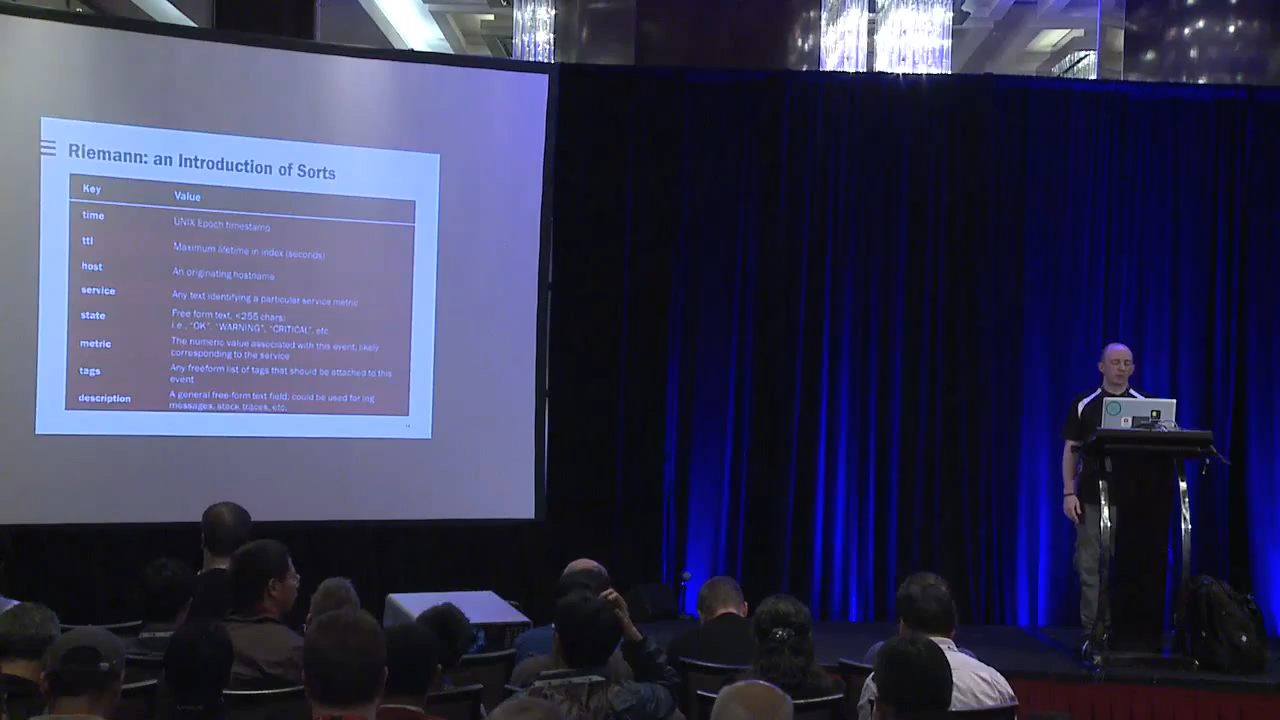 Riemann: an Introduction of Sorts
Key Value
time UNIX Epoch timestamp
ttl Maximum lifetime in index (seconds)
host An originating hostname
service Any text identifying a particular service metric
state Free form text, <255 chars:
i.e., "OK", "WARNING", "CRITICAL", etc.
metric The numeric value associated with this event, likely
corresponding to the service
tags Any freeform list of tags that should be attached to this
event
description A general free-form text field; could be used for log
messages, stack traces, etc.